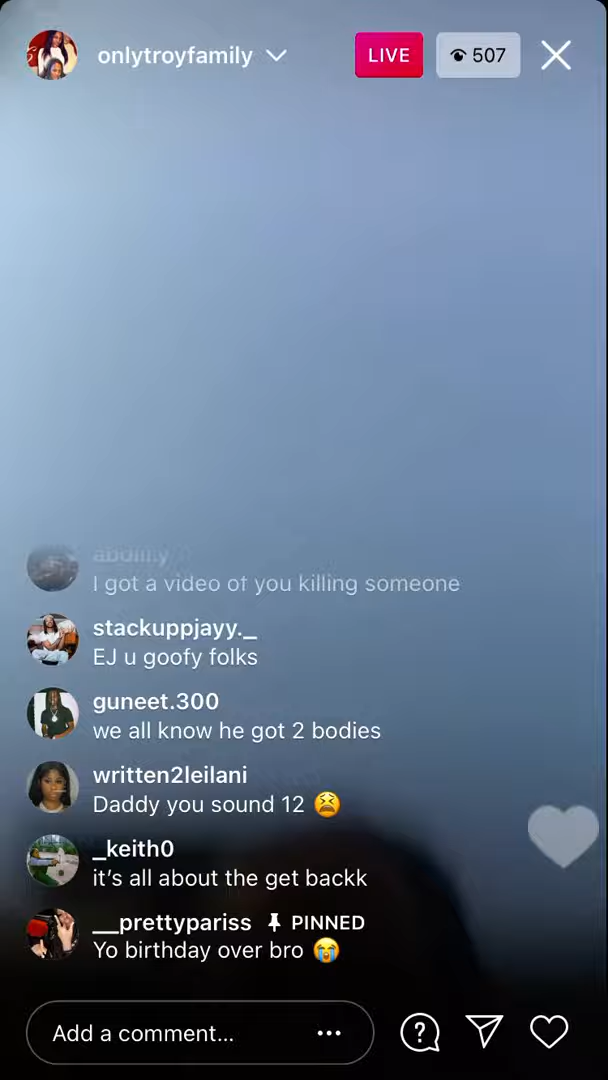 onlytroyfamily
LIVE
507
I got a video of you killing someone
stackuppjayy._
EJ u goofy folks
guneet.300
we all know he got 2 bodies
written2leilani
Daddy you sound 12 😫
_keith0
it's all about the get backk
__prettypariss PINNED
Yo birthday over bro 😭
Add a comment...